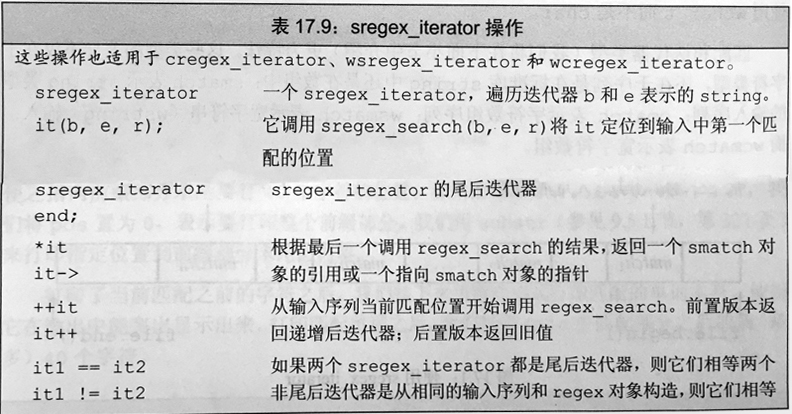 表 17.9：sregex_iterator 操作
这些操作也适用于 cregex_iterator、wsregex_iterator 和 wcregex_iterator。
sregex_iterator 一个 sregex_iterator，遍历迭代器 b 和 e 表示的 string。
it(b, e, r); 它调用 sregex_search(b, e, r)将 it 定位到输入中第一个匹
配的位置
sregex_iterator sregex_iterator 的尾后迭代器
end;
*it 根据最后一个调用 regex_search 的结果，返回一个 smatch 对
it-> 象的引用或一个指向 smatch 对象的指针
++it 从输入序列当前匹配位置开始调用 regex_search。前置版本返
it++ 回递增后迭代器；后置版本返回旧值
it1 == it2 如果两个 sregex_iterator 都是尾后迭代器，则它们相等两个
it1 != it2 非尾后迭代器是从相同的输入序列和 regex 对象构造，则它们相等